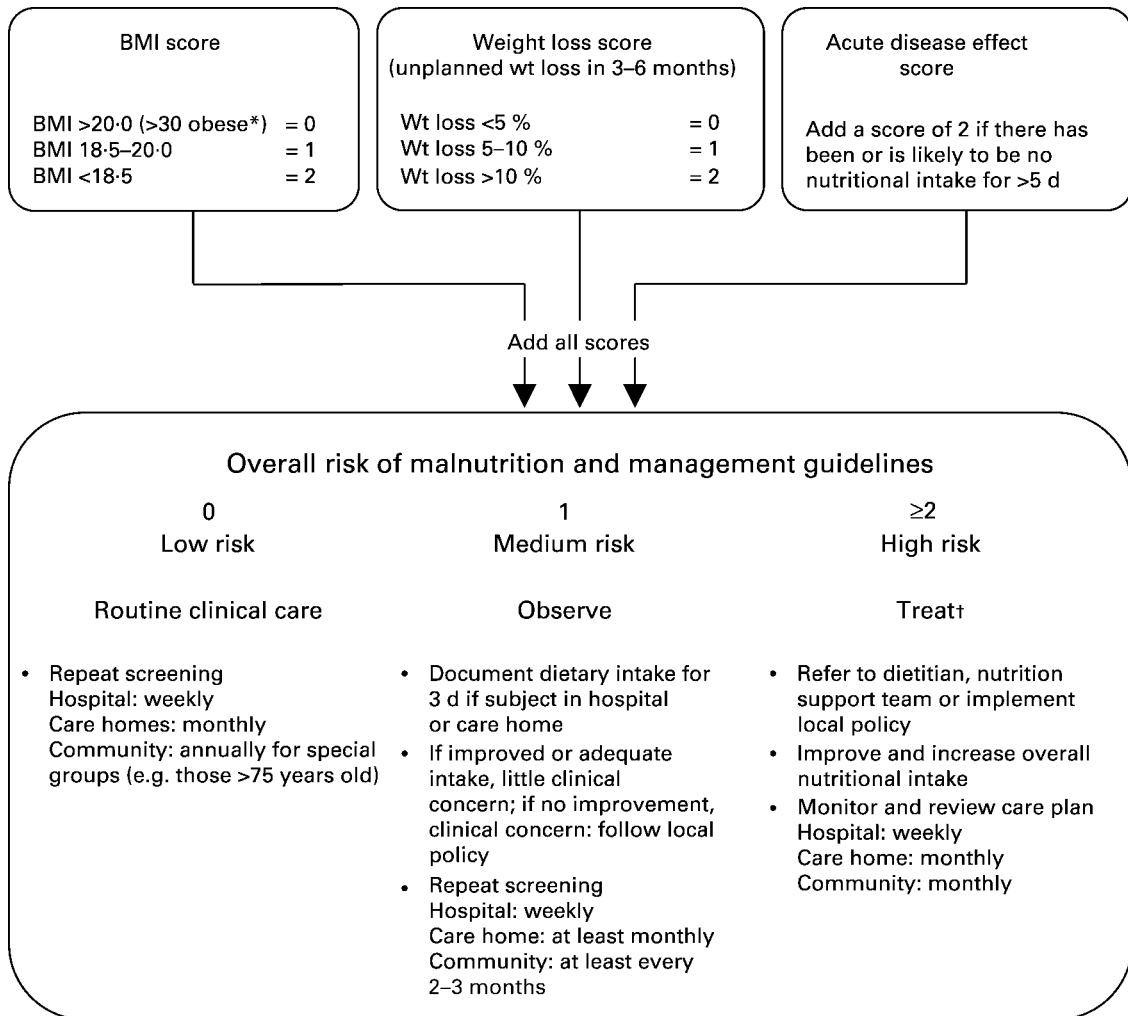 BMI score
BMI >20·0 (>30 obese*) = 0
BMI 18·5–20·0 = 1
BMI <18·5 = 2
Weight loss score
(unplanned wt loss in 3–6 months)
Wt loss <5 % = 0
Wt loss 5–10 % = 1
Wt loss >10 % = 2
Acute disease effect
score
Add a score of 2 if there has
been or is likely to be no
nutritional intake for >5 d
Add all scores
Overall risk of malnutrition and management guidelines
0
Low risk
Routine clinical care
• Repeat screening
Hospital: weekly
Care homes: monthly
Community: annually for special
groups (e.g. those >75 years old)
1
Medium risk
Observe
• Document dietary intake for
3 d if subject in hospital
or care home
• If improved or adequate
intake, little clinical
concern; if no improvement,
clinical concern: follow local
policy
• Repeat screening
Hospital: weekly
Care home: at least monthly
Community: at least every
2–3 months
≥2
High risk
Treat†
• Refer to dietitian, nutrition
support team or implement
local policy
• Improve and increase overall
nutritional intake
• Monitor and review care plan
Hospital: weekly
Care home: monthly
Community: monthly